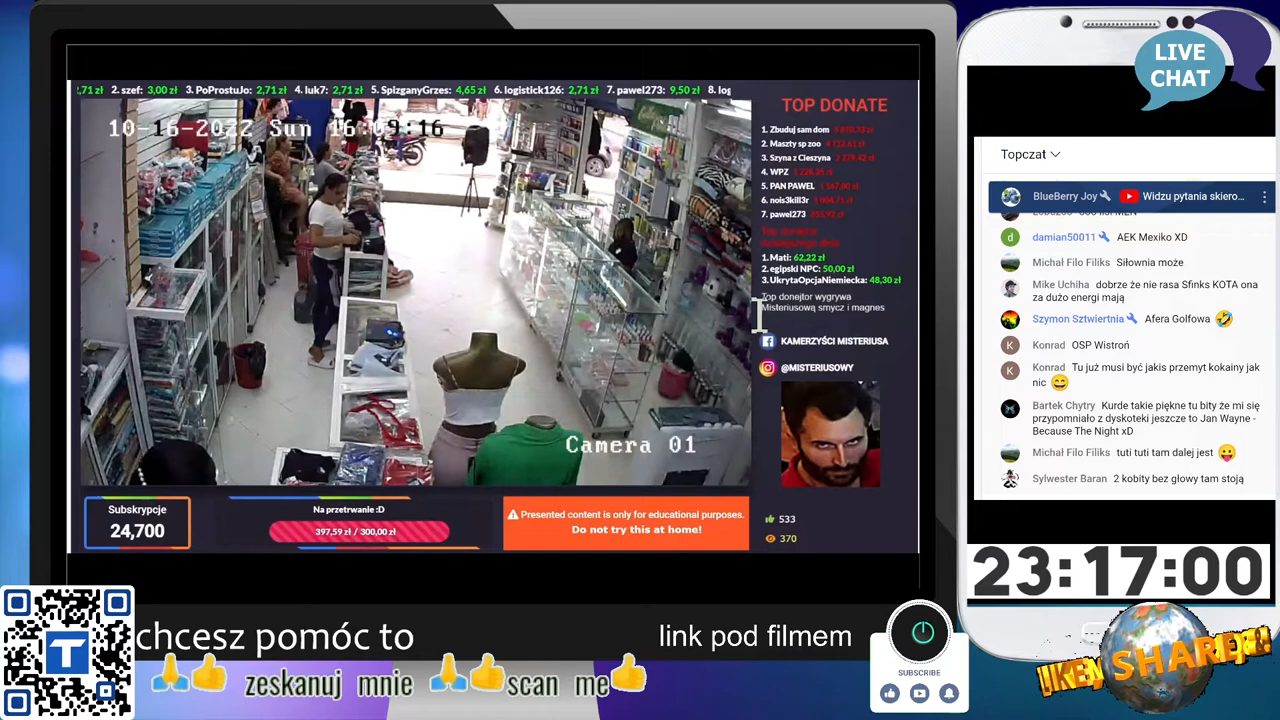 ,71 zł 2. szef: 3,00 zł 3. PoProstuJo: 2,71 zł 4. luk7: 2,71 zł 5. SpizganyGrzes: 4,65 zł 6. logistick126: 2,71 zł 7. pawel273: 9,50 zł 8. log
10-16-2022 Sun 16:09:16
Camera 01
TOP DONATE
1. Zbuduj sam dom
2. Maszty sp zoo
3. Szyna z Cieszyna
4. WPZ
5. PAN PAWEL
6. nois3kill3r
7. pawel273
Top donejtor
1. Mati: 62,22 zł
2. egipski NPC: 50,00 zł
3. UkrytaOpcjaNiemiecka: 48,30 zł
Top donejtor wygrywa
Misteriusową smycz i magnes
KAMERZYŚCI MISTERIUSA
@MISTERIUSOWY
Subskrypcje
24,700
Na przetrwanie :D
397,59 zł / 300,00 zł
Presented content is only for educational purposes.
Do not try this at home!
533
370
chcesz pomóc to
link pod filmem
zeskanuj mnie
scan me
T
SUBSCRIBE
LIVE
CHAT
Topczat
BlueBerry Joy Widzu pytania skiero...
damian50011 AEK Mexiko XD
Michał Filo Filiks Siłownia może
Mike Uchiha dobrze że nie rasa Sfinks KOTA ona
za dużo energi mają
Szymon Sztwiertnia Afera Golfowa
Konrad OSP Wistroń
Konrad Tu już musi być jakis przemyt kokainy jak
nic
Bartek Chytry Kurde takie piękne tu bity że mi się
przypomniało z dyskoteki jeszcze to Jan Wayne -
Because The Night xD
Michał Filo Filiks tuti tuti tam dalej jest
Sylwester Baran 2 kobity bez głowy tam stoją
23:17:00
SHARE